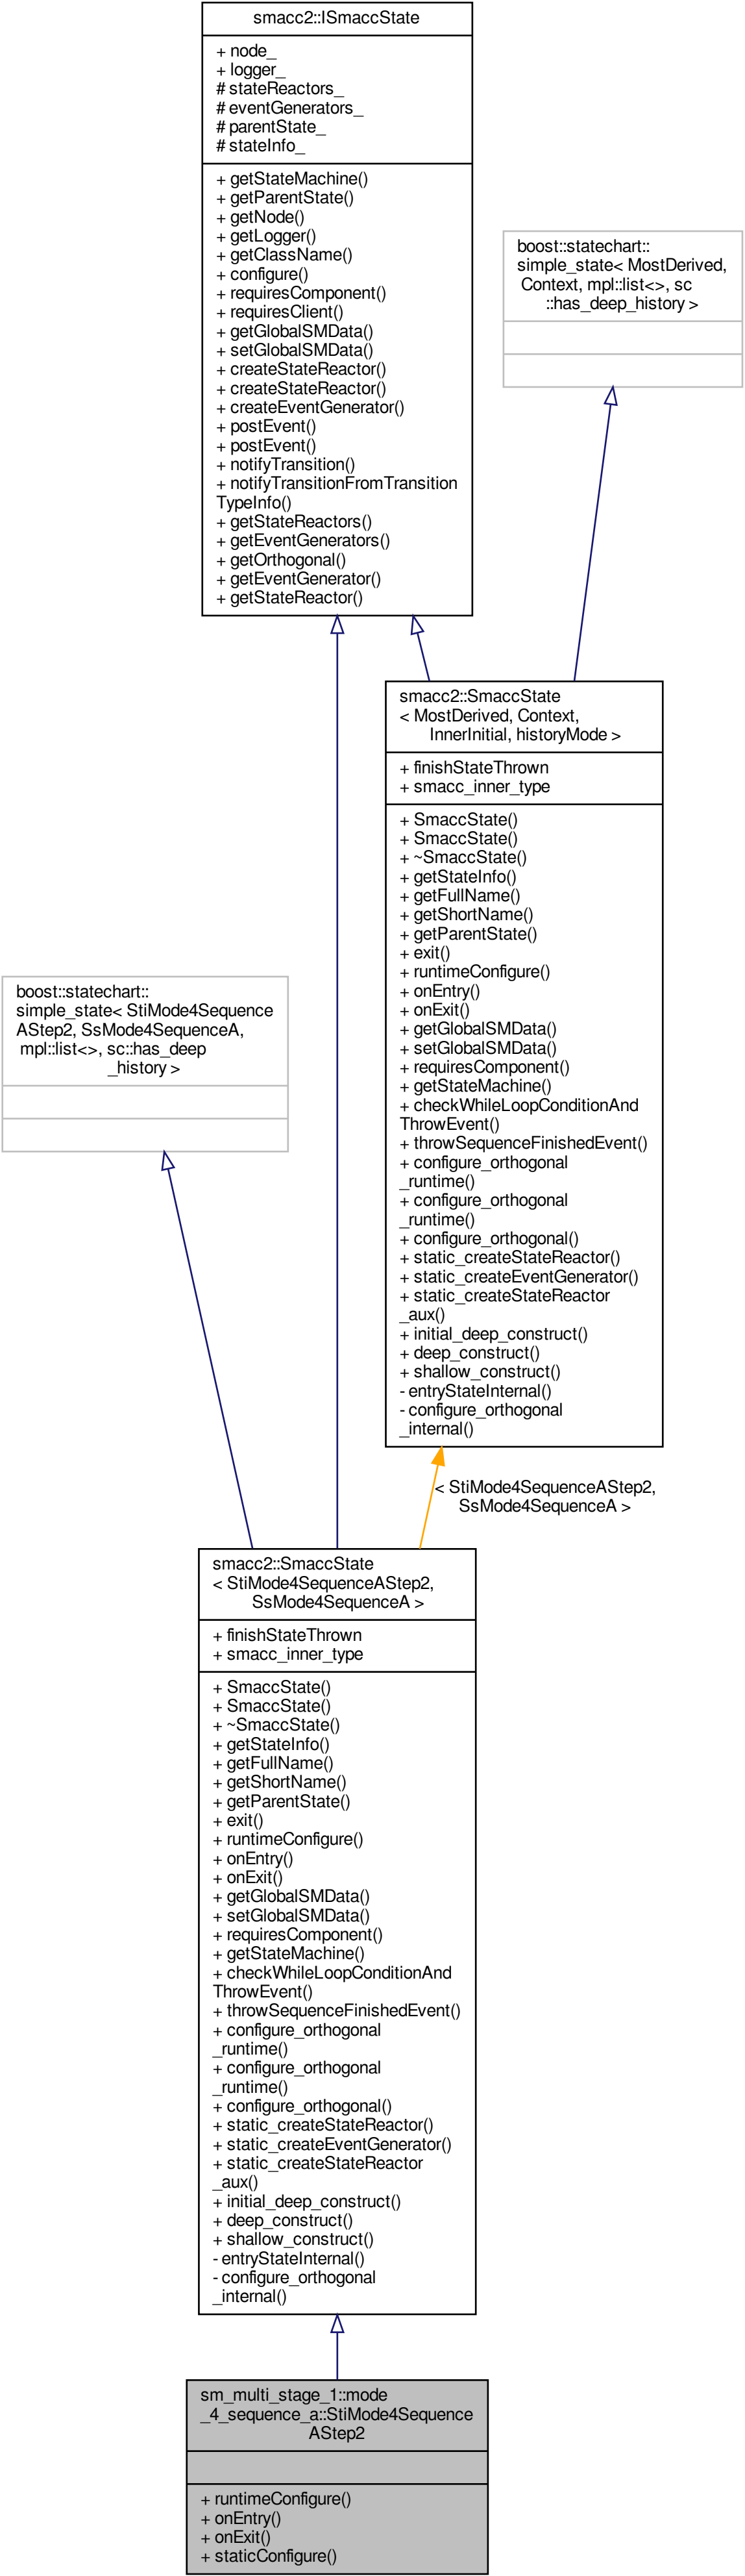 smacc2::ISmaccState
+ node_
+ logger_
# stateReactors_
# eventGenerators_
# parentState_
# stateInfo_
+ getStateMachine()
+ getParentState()
+ getNode()
+ getLogger()
+ getClassName()
+ configure()
+ requiresComponent()
+ requiresClient()
+ getGlobalSMData()
+ setGlobalSMData()
+ createStateReactor()
+ createStateReactor()
+ createEventGenerator()
+ postEvent()
+ postEvent()
+ notifyTransition()
+ notifyTransitionFromTransition
TypeInfo()
+ getStateReactors()
+ getEventGenerators()
+ getOrthogonal()
+ getEventGenerator()
+ getStateReactor()
boost::statechart::
simple_state< MostDerived,
Context, mpl::list<>, sc
::has_deep_history >
smacc2::SmaccState
< MostDerived, Context,
InnerInitial, historyMode >
+ finishStateThrown
+ smacc_inner_type
+ SmaccState()
+ SmaccState()
+ ~SmaccState()
+ getStateInfo()
+ getFullName()
+ getShortName()
+ getParentState()
+ exit()
+ runtimeConfigure()
+ onEntry()
+ onExit()
+ getGlobalSMData()
+ setGlobalSMData()
+ requiresComponent()
+ getStateMachine()
+ checkWhileLoopConditionAnd
ThrowEvent()
+ throwSequenceFinishedEvent()
+ configure_orthogonal
_runtime()
+ configure_orthogonal
_runtime()
+ configure_orthogonal()
+ static_createStateReactor()
+ static_createEventGenerator()
+ static_createStateReactor
_aux()
+ initial_deep_construct()
+ deep_construct()
+ shallow_construct()
- entryStateInternal()
- configure_orthogonal
_internal()
boost::statechart::
simple_state< StiMode4Sequence
AStep2, SsMode4SequenceA,
mpl::list<>, sc::has_deep
_history >
< StiMode4SequenceAStep2,
SsMode4SequenceA >
smacc2::SmaccState
< StiMode4SequenceAStep2,
SsMode4SequenceA >
+ finishStateThrown
+ smacc_inner_type
+ SmaccState()
+ SmaccState()
+ ~SmaccState()
+ getStateInfo()
+ getFullName()
+ getShortName()
+ getParentState()
+ exit()
+ runtimeConfigure()
+ onEntry()
+ onExit()
+ getGlobalSMData()
+ setGlobalSMData()
+ requiresComponent()
+ getStateMachine()
+ checkWhileLoopConditionAnd
ThrowEvent()
+ throwSequenceFinishedEvent()
+ configure_orthogonal
_runtime()
+ configure_orthogonal
_runtime()
+ configure_orthogonal()
+ static_createStateReactor()
+ static_createEventGenerator()
+ static_createStateReactor
_aux()
+ initial_deep_construct()
+ deep_construct()
+ shallow_construct()
- entryStateInternal()
- configure_orthogonal
_internal()
sm_multi_stage_1::mode
_4_sequence_a::StiMode4Sequence
AStep2
+ runtimeConfigure()
+ onEntry()
+ onExit()
+ staticConfigure()